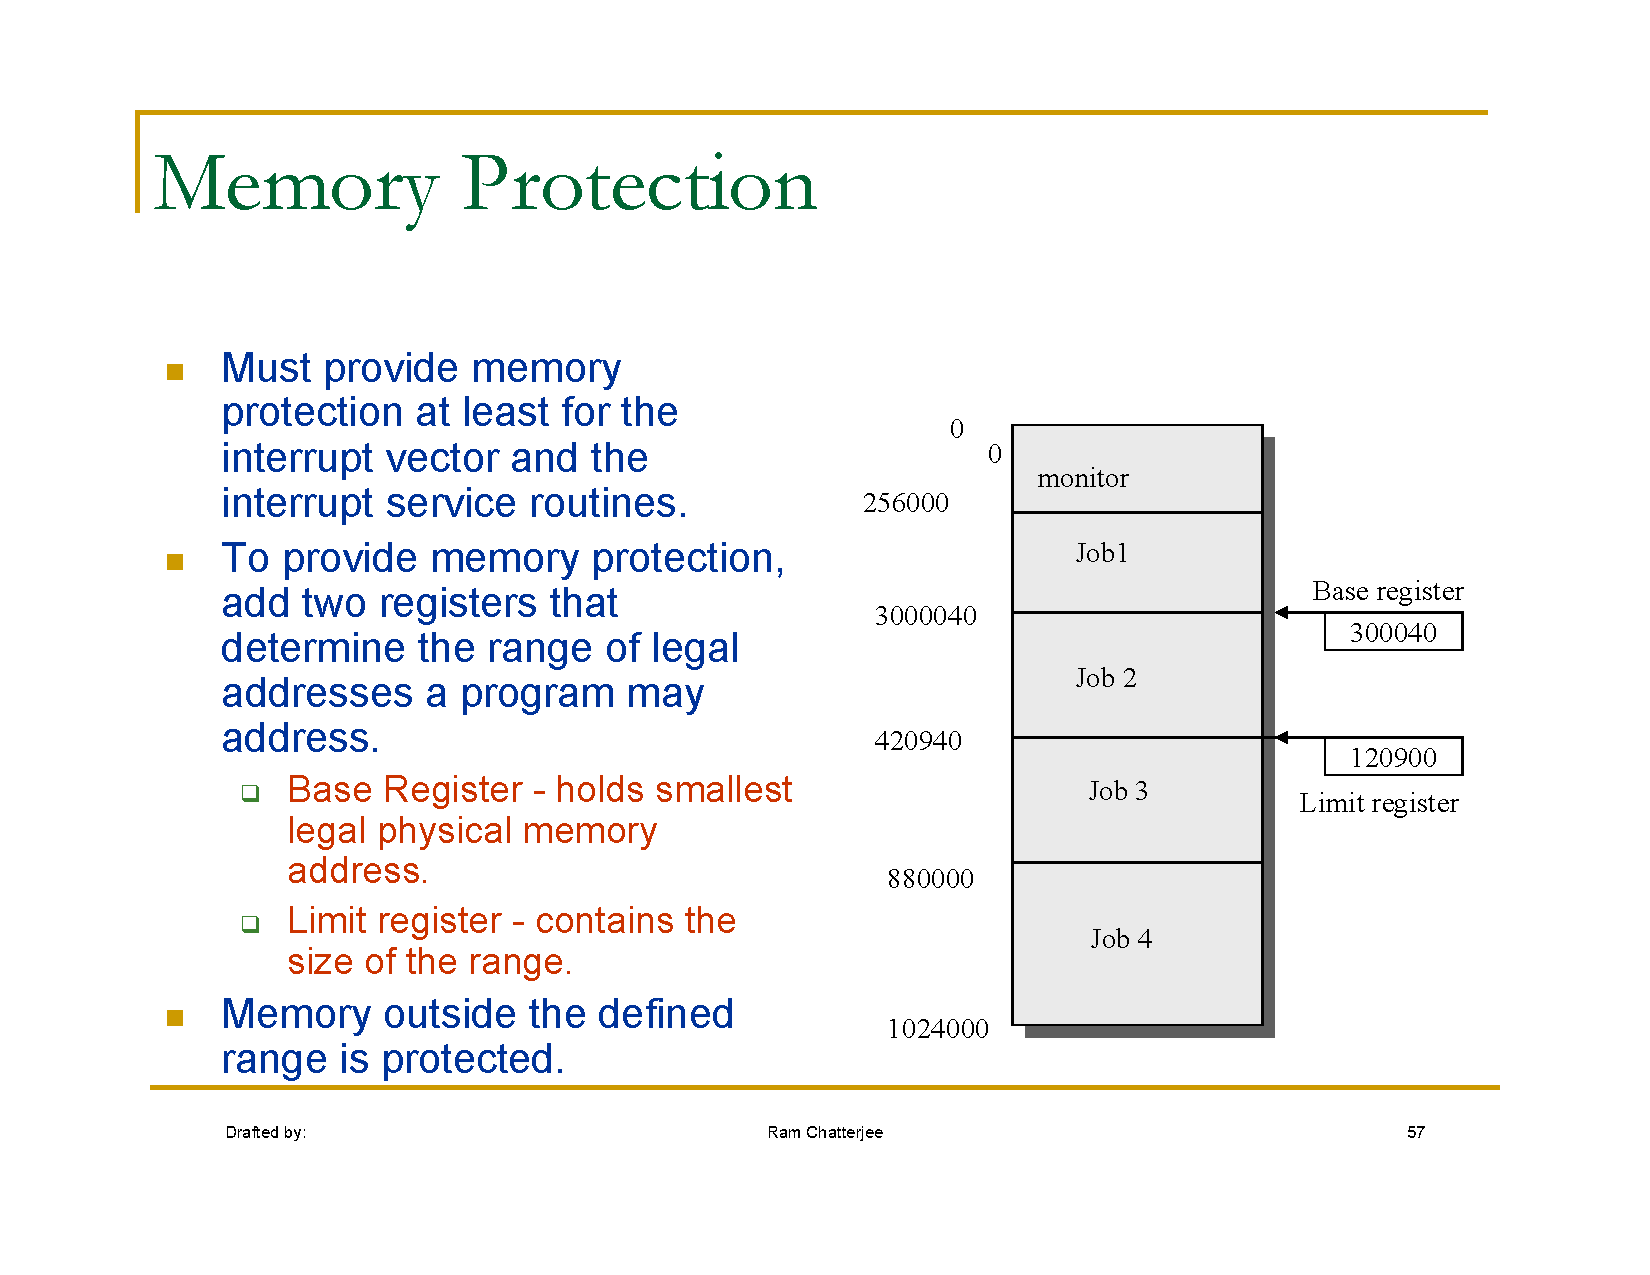 Memory Protection
Must provide memory
protection at least for the
interrupt vector and the
interrupt service routines.
To provide memory protection,
add two registers that
determine the range of legal
addresses a program may
address.
Base Register - holds smallest
legal physical memory
address.
Limit register - contains the
size of the range.
Memory outside the defined
range is protected.
0
0
monitor
256000
Job1
Base register
3000040
300040
Job 2
420940
120900
Job 3
Limit register
880000
Job 4
1024000
Drafted by:
Ram Chatterjee
57